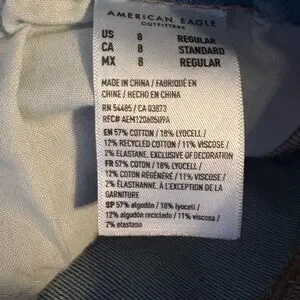 AMERICAN EAGLE
OUTFITTERS
US 8 REGULAR
CA 8 STANDARD
MX 8 REGULAR
MADE IN CHINA / FABRIQUÉ EN
CHINE / HECHO EN CHINA
RN 54485 / CA 03873
REC# AEM12060509A
EN 57% COTTON / 18% LYOCELL /
12% RECYCLED COTTON / 11% VISCOSE /
2% ELASTANE. EXCLUSIVE OF DECORATION
FR 57% COTON / 18% LYOCELL /
12% COTON RÉGÉNÉRÉ / 11% VISCOSE /
2% ÉLASTHANNE. À L'EXCEPTION DE LA
GARNITURE
SP 57% algodón / 18% lyocell /
12% algodón reciclado / 11% viscosa /
2% elastano